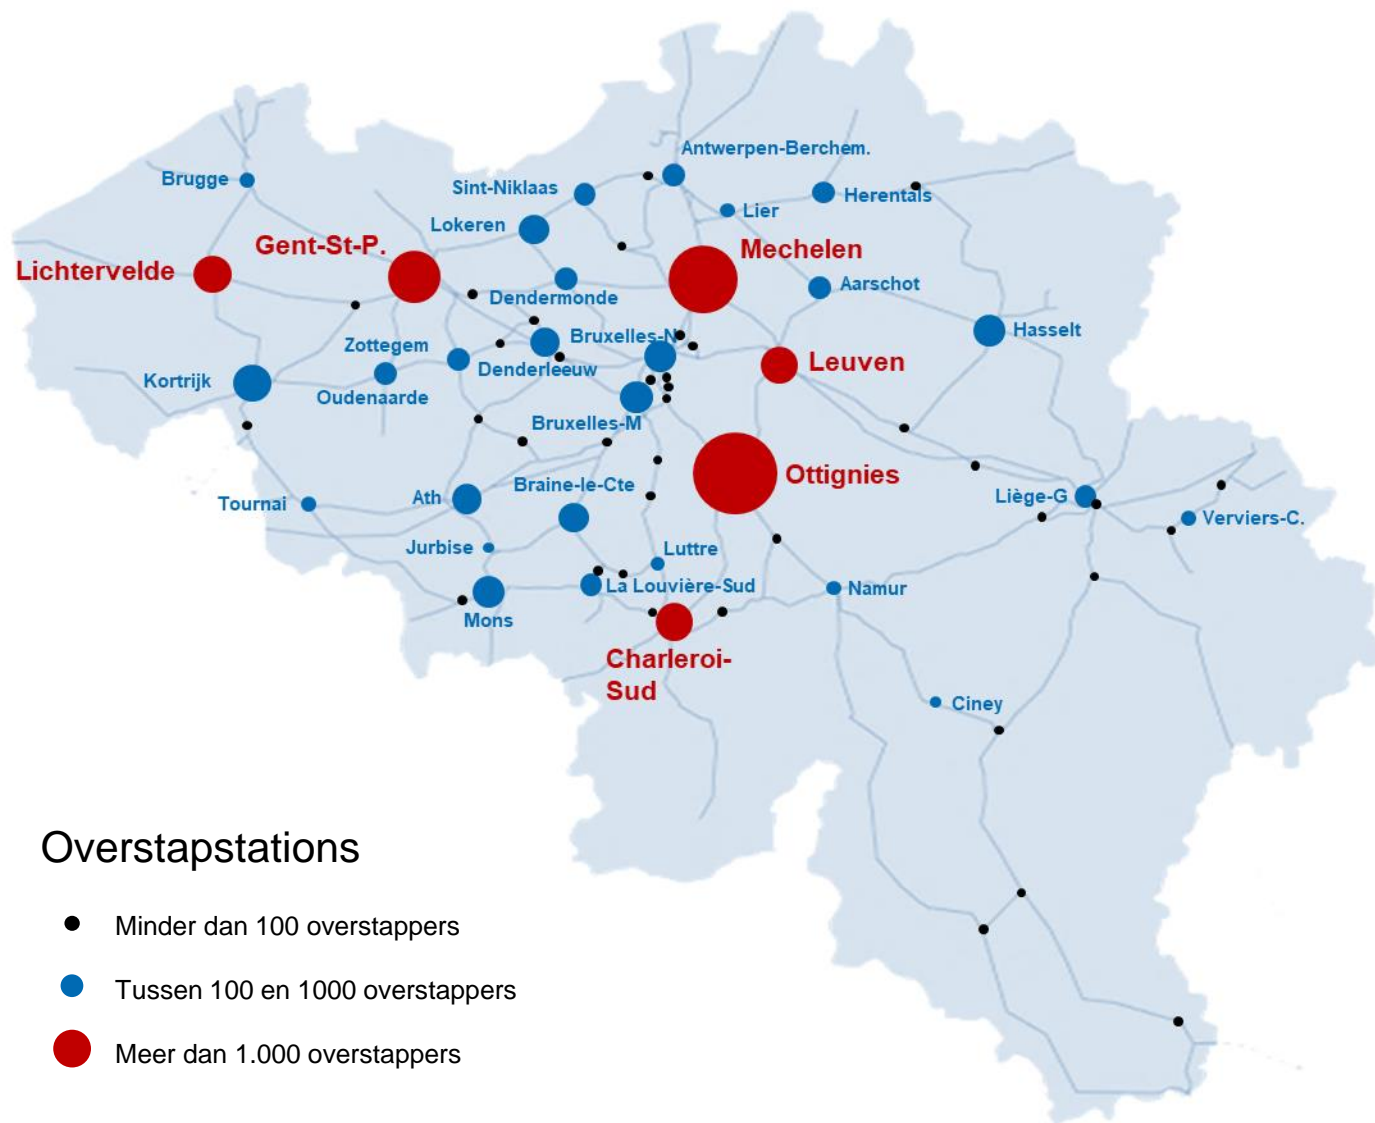 Antwerpen-Berchem.
Brugge
Sint-Niklaas
Herentals
Lier
Lokeren
Gent-St-P.
Mechelen
Lichtervelde
Aarschot
Dendermonde
Hasselt
Bruxelles-N
Zottegem
Leuven
Denderleeuw
Kortrijk
Oudenaarde
Bruxelles-M
Ottignies
Braine-le-Cte
Ath
Liège-G
Tournai
Verviers-C.
Jurbise
Luttre
La Louvière-Sud
Namur
Mons
Charleroi-
Sud
Ciney
Overstapstations
Minder dan 100 overstappers
Tussen 100 en 1000 overstappers
Meer dan 1.000 overstappers